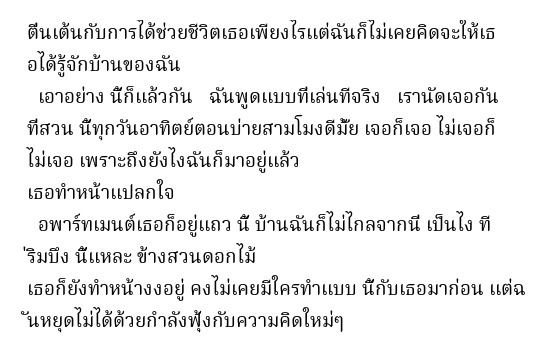 ตื่นเต้นกับการได้ช่วยชีวิตเธอเพียงไรแต่ฉันก็ไม่เคยคิดจะให้เธ
อได้รู้จักบ้านของฉัน
เอาอย่าง นี้ก็แล้วกัน ฉันพูดแบบทีเล่นทีจริง เรานัดเจอกัน
ที่สวน นี้ทุกวันอาทิตย์ตอนบ่ายสามโมงดีมั้ย เจอก็เจอ ไม่เจอก็
ไม่เจอ เพราะถึงยังไงฉันก็มาอยู่แล้ว
เธอทำหน้าแปลกใจ
อพาร์ทเมนต์เธอก็อยู่แถว นี้ บ้านฉันก็ไม่ไกลจากนี้ เป็นไง ที
่ริมบึง นี้แหละ ข้างสวนดอกไม้
เธอก็ยังทำหน้างงอยู่ คงไม่เคยมีใครทำแบบ นี้กับเธอมาก่อน แต่ฉ
ันหยุดไม่ได้ด้วยกำลังฟุ้งกับความคิดใหม่ๆ